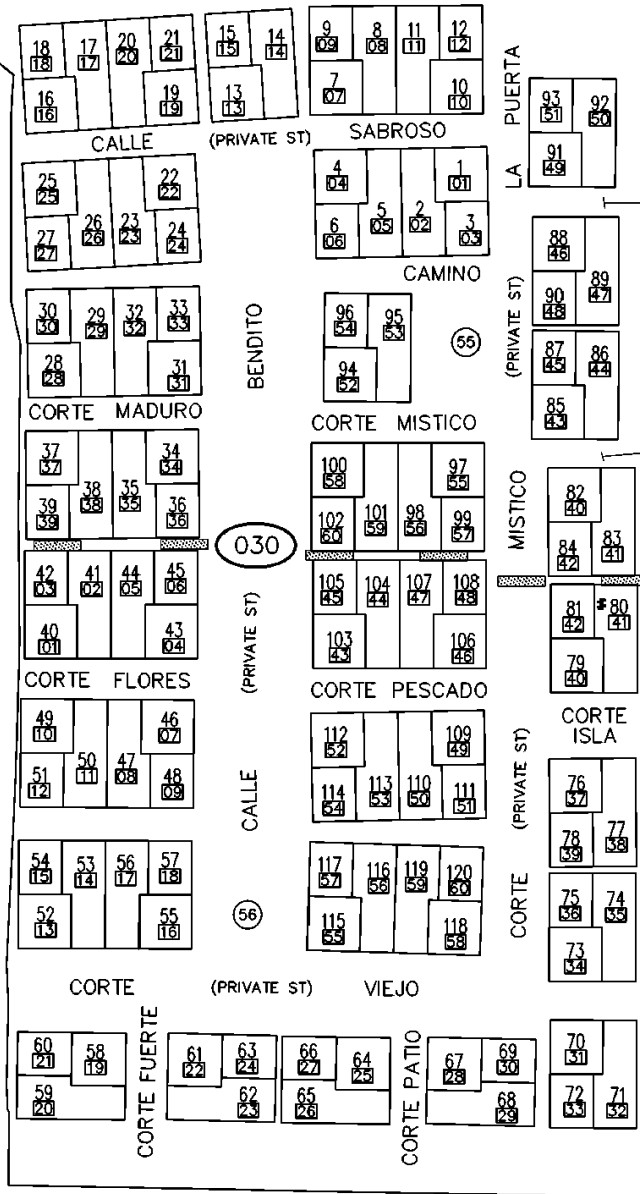 9 8 11 12
09 08 11 12
18 17 20 21 15 14
18 17 20 21 15 14
7 10
07 10
16 19 13
16 19 13
93 92
51 50
CALLE (PRIVATE ST) SABROSO
LA PUERTA
91
49
25 22 4 1
25 22 04 01
27 26 23 24 6 5 2 3
27 26 23 24 06 05 02 03
88 89
46 47
90
48
CAMINO
(PRIVATE ST)
30 29 32 33
30 29 32 33
BENDITO
96 95
54 53
55
28 31
28 31
94
52
87 86
45 44
85
43
CORTE MADURO
CORTE MISTICO
37 34
37 34
100 97
58 55
39 38 35 36
39 38 35 36
102 101 98 99
60 59 56 57
MISTICO
82
40
84 83
42 41
030
42 41 44 45
03 02 05 06
105 104 107 108
45 44 47 48
81 80
42 41
40 43
01 04
103 106
43 46
79
40
(PRIVATE ST)
CORTE FLORES
CORTE PESCADO
CORTE
ISLA
49 46
10 07
112 109
52 49
51 50 47 48
12 11 08 09
114 113 110 111
54 53 50 51
CALLE
(PRIVATE ST)
76
37
78 77
39 38
54 53 56 57
15 14 17 18
117 116 119 120
57 56 59 60
52 55
13 16
56
115 118
55 58
CORTE
75 74
36 35
73
34
CORTE (PRIVATE ST) VIEJO
60 58
21 19
59
20
CORTE FUERTE
61 63
22 24
62
23
66 64
27 25
65
26
CORTE PATIO
67 69
28 30
68
29
70
31
72 71
33 32